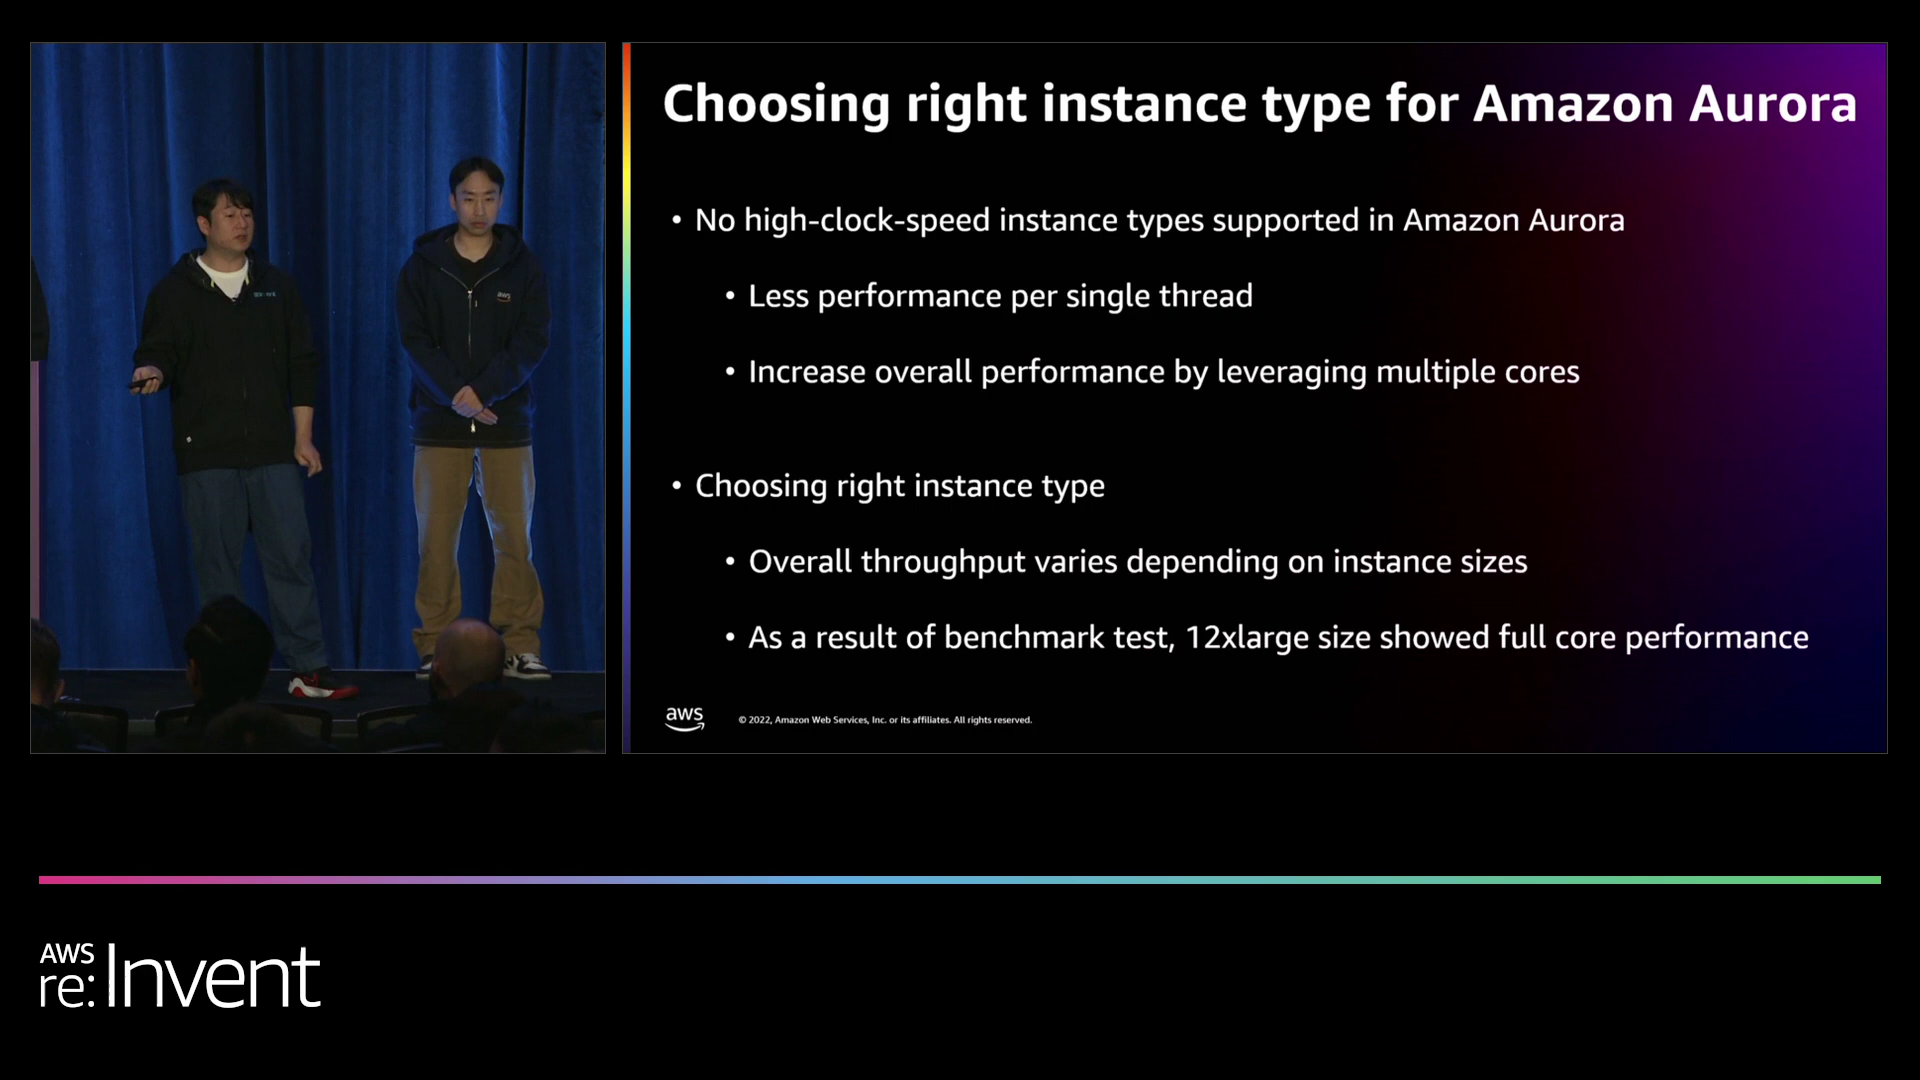 Choosing right instance type for Amazon Aurora
• No high-clock-speed instance types supported in Amazon Aurora
• Less performance per single thread
• Increase overall performance by leveraging multiple cores
• Choosing right instance type
• Overall throughput varies depending on instance sizes
• As a result of benchmark test, 12xlarge size showed full core performance
aws
© 2022, Amazon Web Services, Inc. or its affiliates. All rights reserved.
aws
AWS
re:Invent